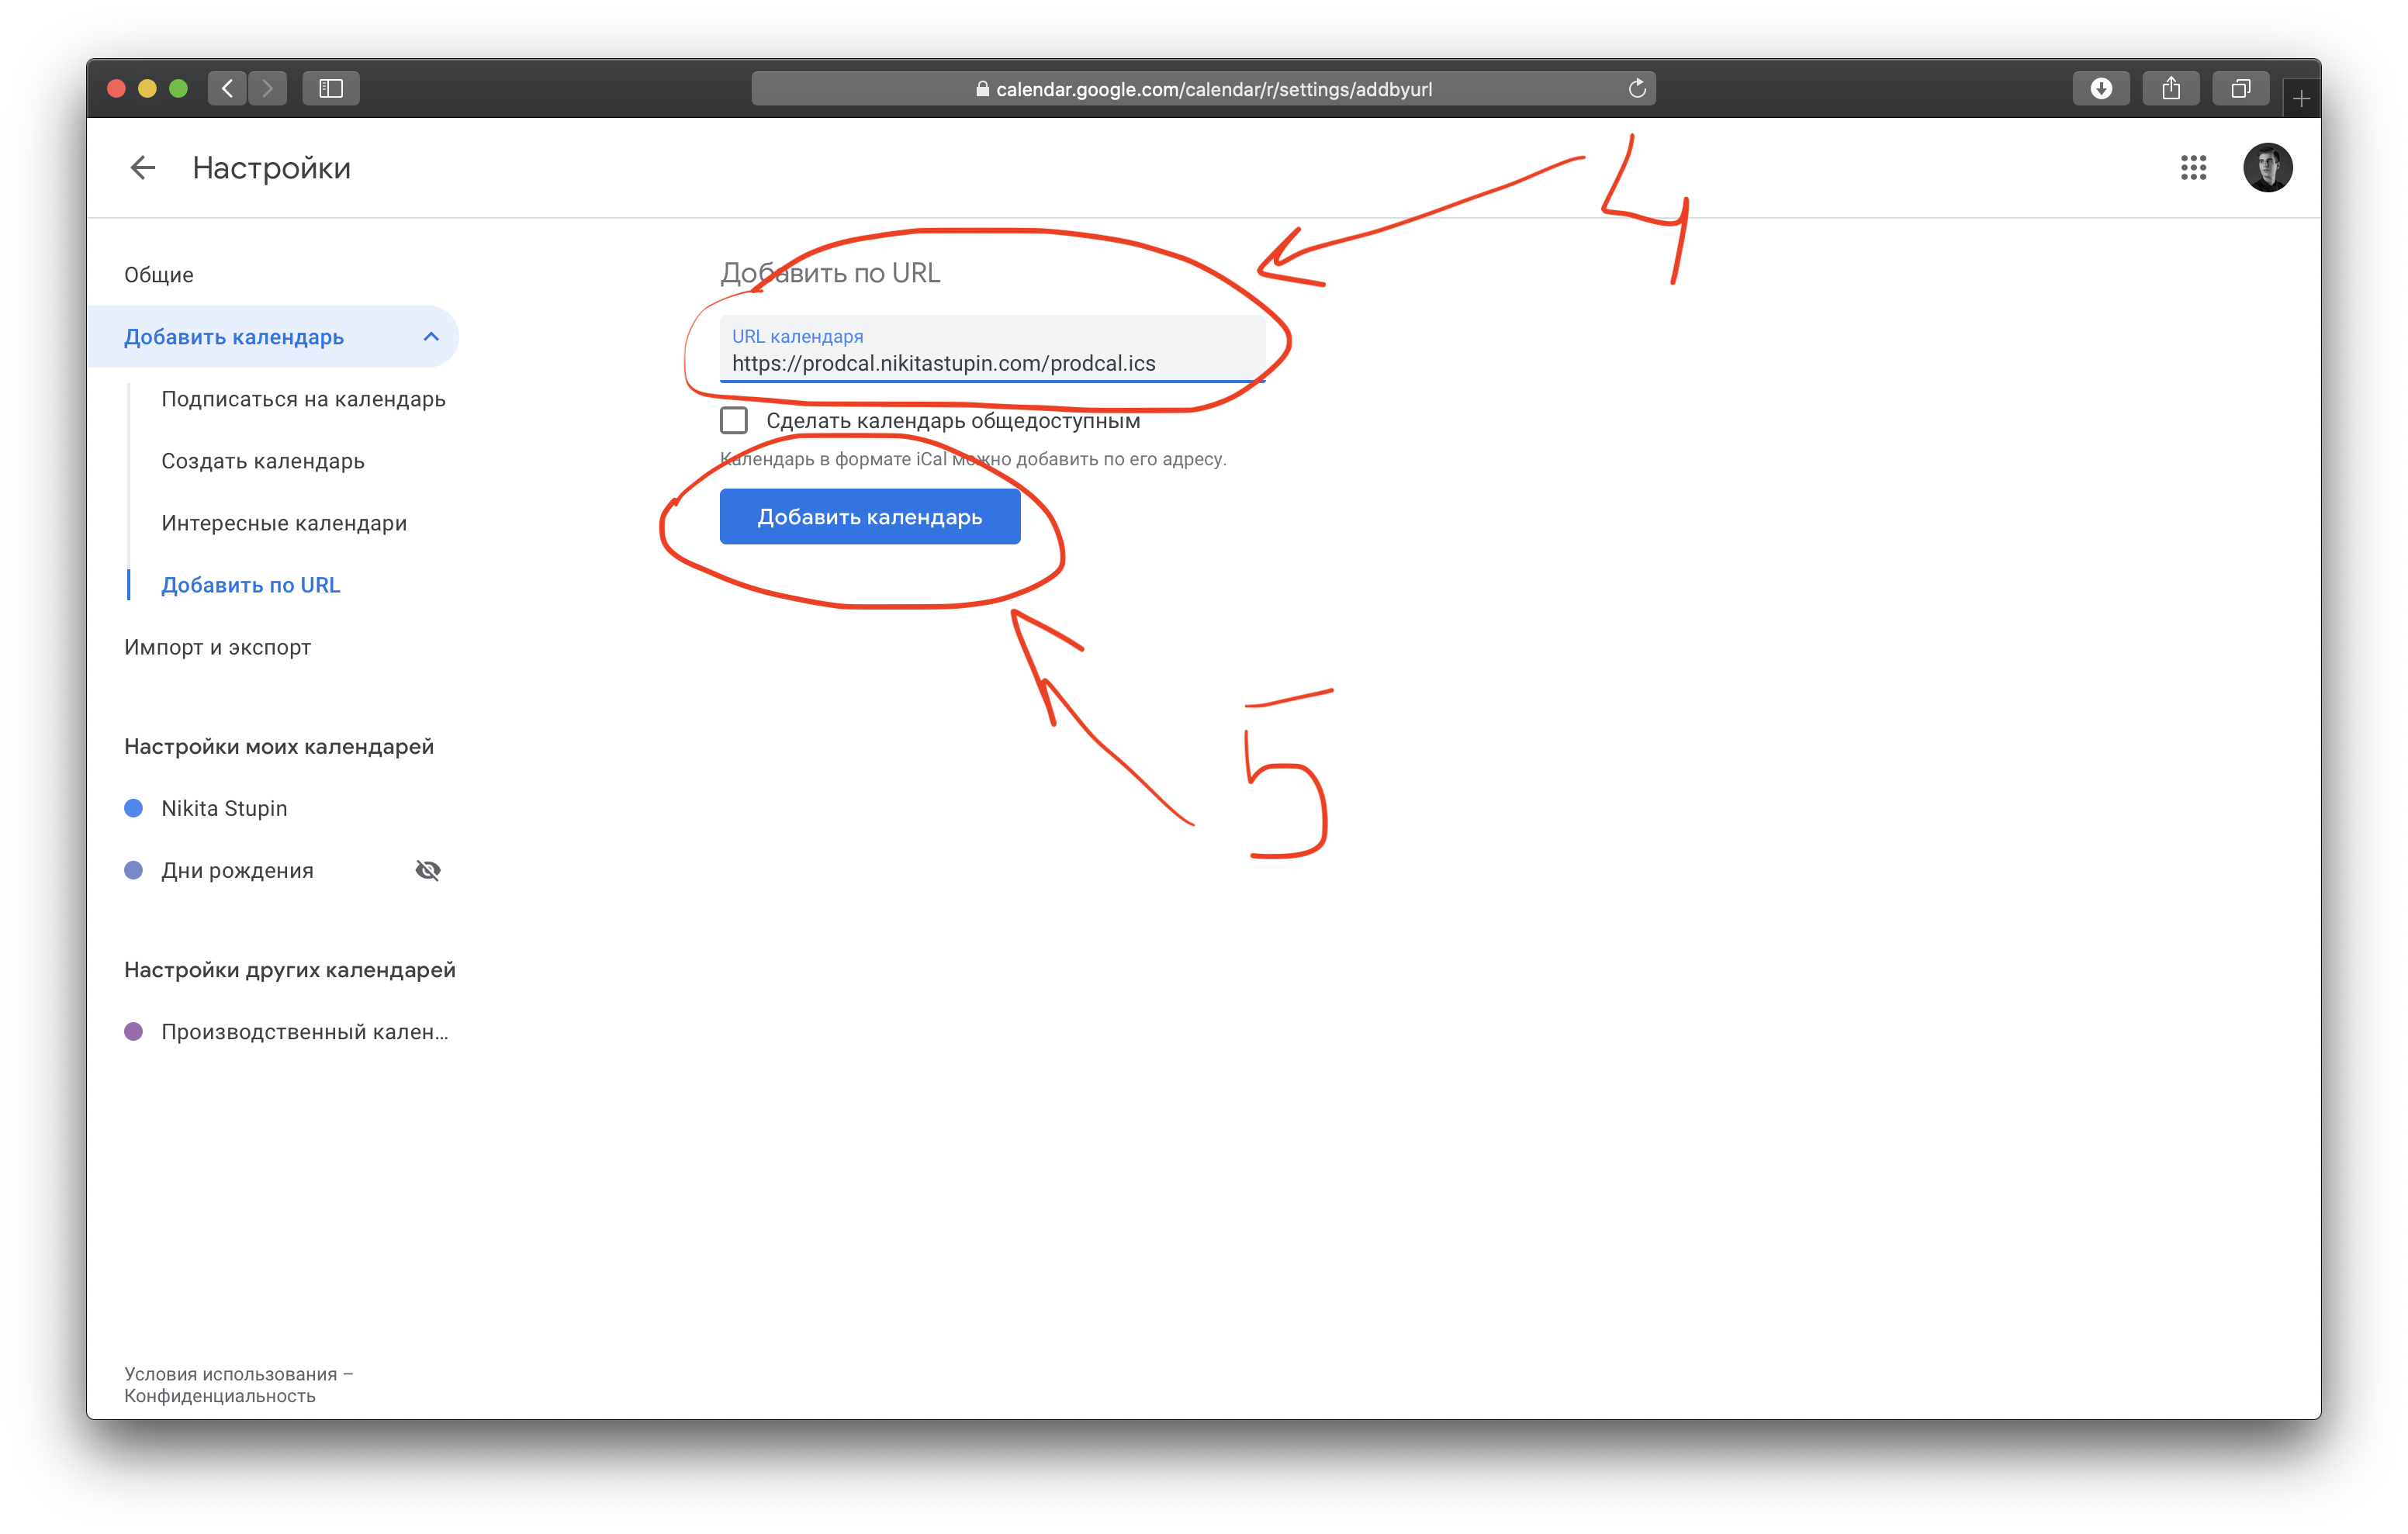 calendar.google.com/calendar/r/settings/addbyurl
Настройки
4
Общие
Добавить календарь
Подписаться на календарь
Создать календарь
Интересные календари
Добавить по URL
Импорт и экспорт
Настройки моих календарей
Nikita Stupin
Дни рождения
Настройки других календарей
Производственный кален...
Условия использования –
Конфиденциальность
Добавить по URL
URL календаря
https://prodcal.nikitastupin.com/prodcal.ics
Сделать календарь общедоступным
Календарь в формате iCal можно добавить по его адресу.
Добавить календарь
5